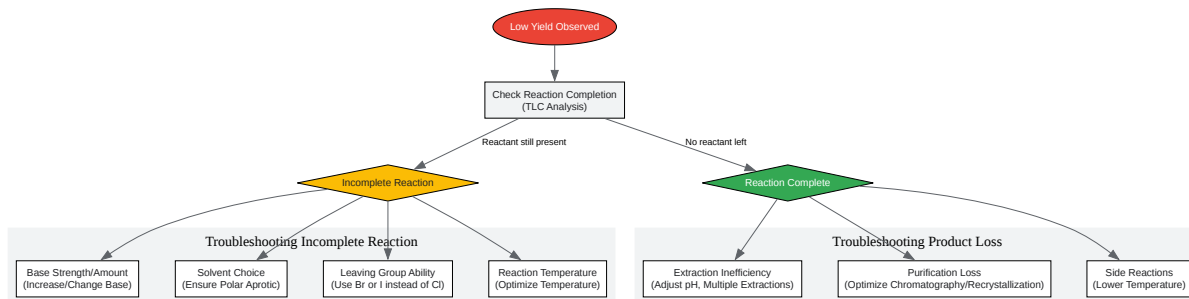 Low Yield Observed
Check Reaction Completion
(TLC Analysis)
Reactant still present
No reactant left
Incomplete Reaction
Reaction Complete
Troubleshooting Incomplete Reaction
Troubleshooting Product Loss
Base Strength/Amount
(Increase/Change Base)
Solvent Choice
(Ensure Polar Aprotic)
Leaving Group Ability
(Use Br or I instead of Cl)
Reaction Temperature
(Optimize Temperature)
Extraction Inefficiency
(Adjust pH, Multiple Extractions)
Purification Loss
(Optimize Chromatography/Recrystallization)
Side Reactions
(Lower Temperature)